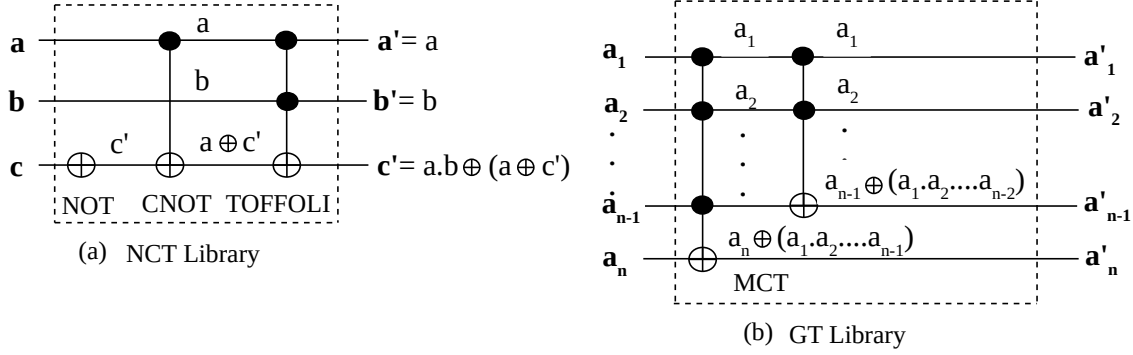 a a a'= a
b b b'= b
c c' a ⊕ c' c'= a.b ⊕ (a ⊕ c')
NOT CNOT TOFFOLI
(a) NCT Library
a1 a1 a1 a'1
a2 a2 a2 a'2
an-1 an-1 ⊕ (a1.a2....an-2) a'n-1
an an ⊕ (a1.a2....an-1) a'n
MCT
(b) GT Library